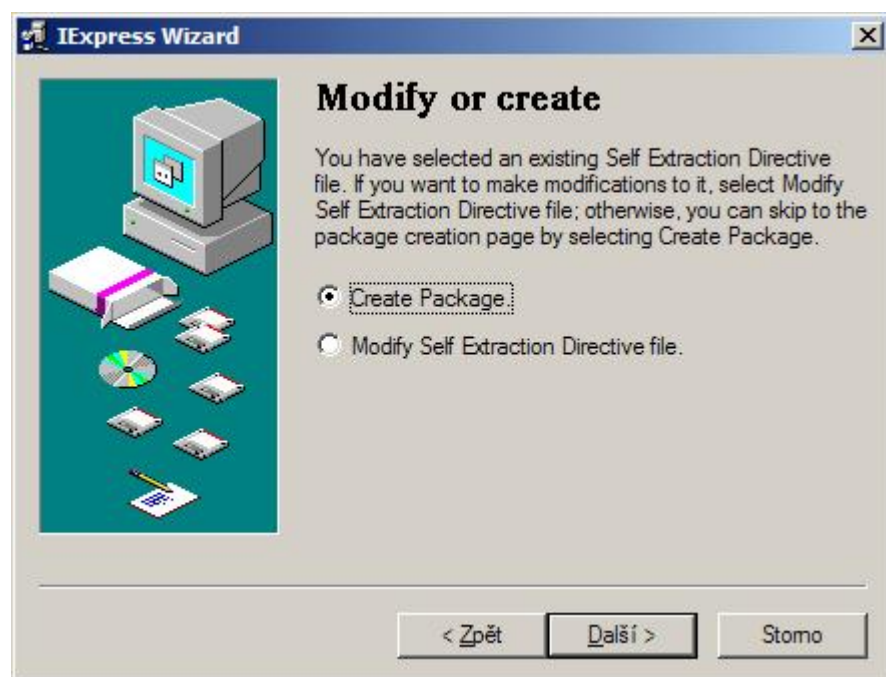 IExpress Wizard
Modify or create
You have selected an existing Self Extraction Directive
file. If you want to make modifications to it, select Modify
Self Extraction Directive file; otherwise, you can skip to the
package creation page by selecting Create Package.
Create Package.
Modify Self Extraction Directive file.
< Zpět
Další >
Storno